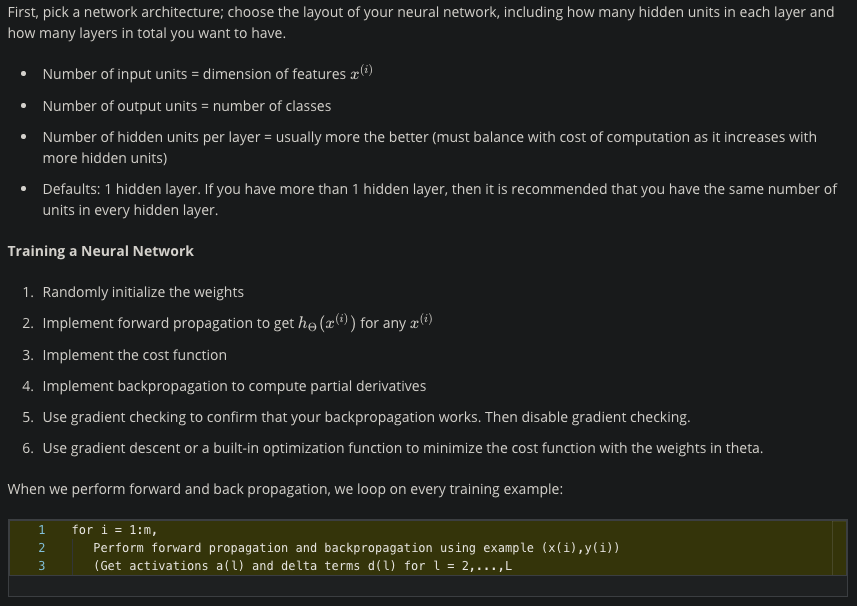 First, pick a network architecture; choose the layout of your neural network, including how many hidden units in each layer and
how many layers in total you want to have.
• Number of input units = dimension of features x^(i)
• Number of output units = number of classes
• Number of hidden units per layer = usually more the better (must balance with cost of computation as it increases with
more hidden units)
• Defaults: 1 hidden layer. If you have more than 1 hidden layer, then it is recommended that you have the same number of
units in every hidden layer.
Training a Neural Network
1. Randomly initialize the weights
2. Implement forward propagation to get h_Θ(x^(i)) for any x^(i)
3. Implement the cost function
4. Implement backpropagation to compute partial derivatives
5. Use gradient checking to confirm that your backpropagation works. Then disable gradient checking.
6. Use gradient descent or a built-in optimization function to minimize the cost function with the weights in theta.
When we perform forward and back propagation, we loop on every training example:
1 for i = 1:m,
2 Perform forward propagation and backpropagation using example (x(i),y(i))
3 (Get activations a(l) and delta terms d(l) for l = 2,...,L